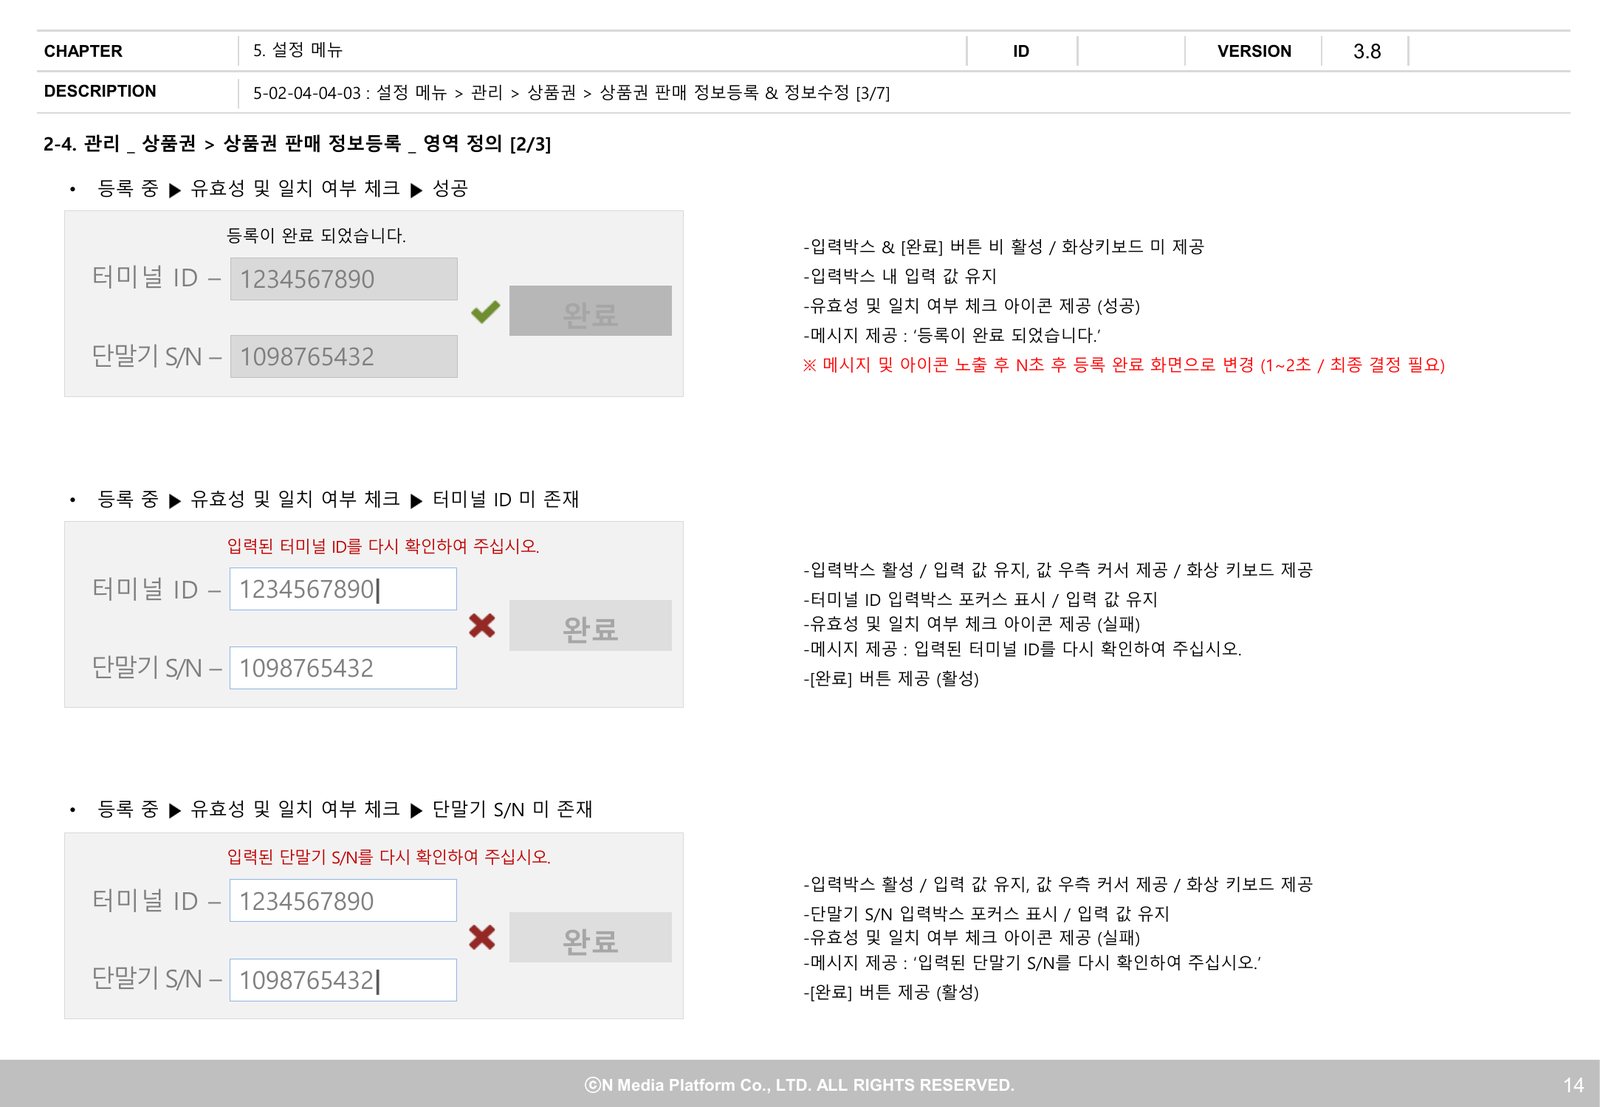 CHAPTER 5. 설정 메뉴 ID VERSION 3.8
DESCRIPTION 5-02-04-04-03 : 설정 메뉴 > 관리 > 상품권 > 상품권 판매 정보등록 & 정보수정 [3/7]
2-4. 관리 _ 상품권 > 상품권 판매 정보등록 _ 영역 정의 [2/3]
• 등록 중 ▶ 유효성 및 일치 여부 체크 ▶ 성공
등록이 완료 되었습니다.
터미널 ID – 1234567890
완료
단말기 S/N – 1098765432
-입력박스 & [완료] 버튼 비 활성 / 화상키보드 미 제공
-입력박스 내 입력 값 유지
-유효성 및 일치 여부 체크 아이콘 제공 (성공)
-메시지 제공 : ‘등록이 완료 되었습니다.’
※ 메시지 및 아이콘 노출 후 N초 후 등록 완료 화면으로 변경 (1~2초 / 최종 결정 필요)
• 등록 중 ▶ 유효성 및 일치 여부 체크 ▶ 터미널 ID 미 존재
입력된 터미널 ID를 다시 확인하여 주십시오.
터미널 ID – 1234567890
완료
단말기 S/N – 1098765432
-입력박스 활성 / 입력 값 유지, 값 우측 커서 제공 / 화상 키보드 제공
-터미널 ID 입력박스 포커스 표시 / 입력 값 유지
-유효성 및 일치 여부 체크 아이콘 제공 (실패)
-메시지 제공 : 입력된 터미널 ID를 다시 확인하여 주십시오.
-[완료] 버튼 제공 (활성)
• 등록 중 ▶ 유효성 및 일치 여부 체크 ▶ 단말기 S/N 미 존재
입력된 단말기 S/N를 다시 확인하여 주십시오.
터미널 ID – 1234567890
완료
단말기 S/N – 1098765432
-입력박스 활성 / 입력 값 유지, 값 우측 커서 제공 / 화상 키보드 제공
-단말기 S/N 입력박스 포커스 표시 / 입력 값 유지
-유효성 및 일치 여부 체크 아이콘 제공 (실패)
-메시지 제공 : ‘입력된 단말기 S/N를 다시 확인하여 주십시오.’
-[완료] 버튼 제공 (활성)
ⓒN Media Platform Co., LTD. ALL RIGHTS RESERVED.
14